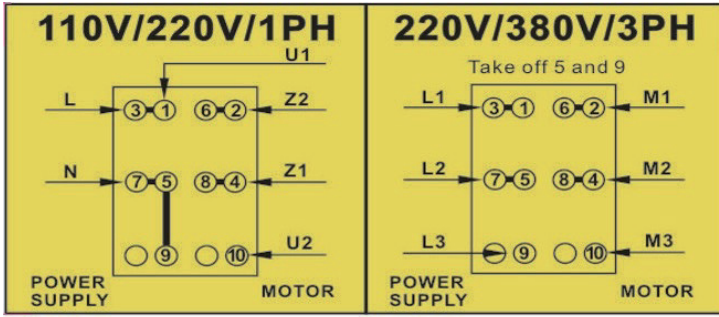 110V/220V/1PH
U1
L 3 1 6 2 Z2
N 7 5 8 4 Z1
9 10 U2
POWER
SUPPLY
MOTOR
220V/380V/3PH
Take off 5 and 9
L1 3 1 6 2 M1
L2 7 5 8 4 M2
L3 9 10 M3
POWER
SUPPLY
MOTOR